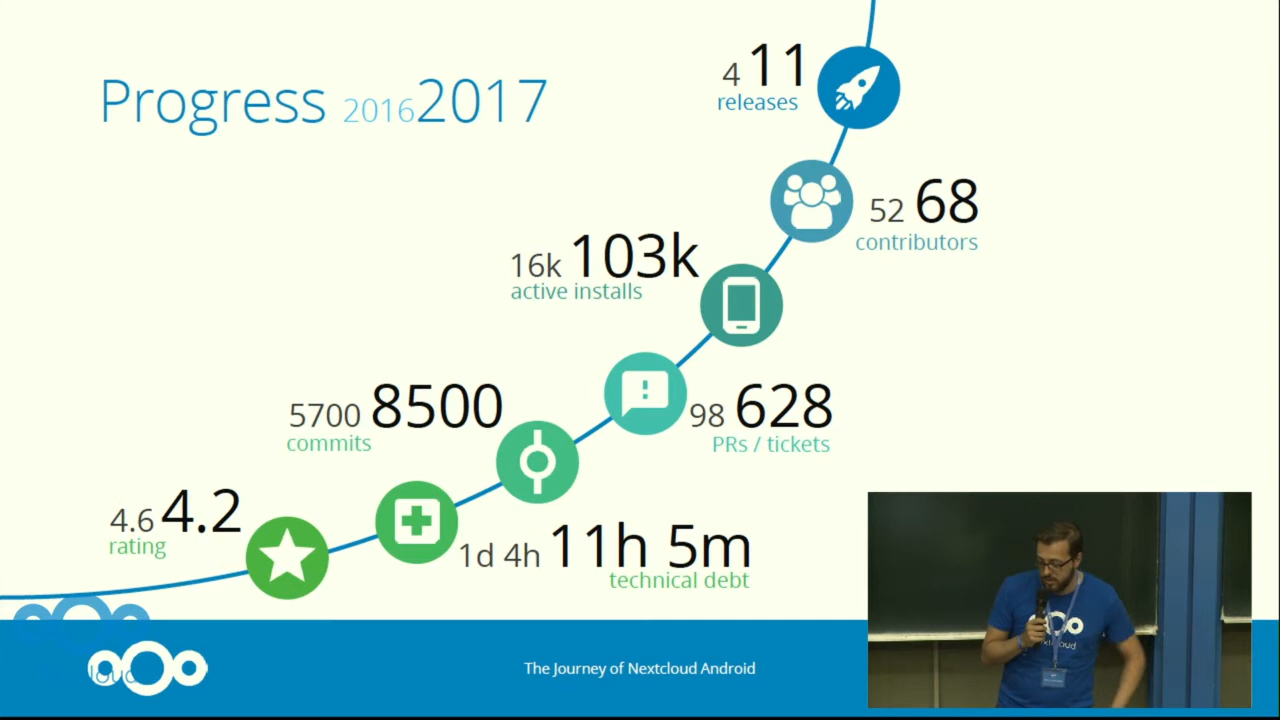 Progress 2016 2017
4 11
releases
52 68
contributors
16k 103k
active installs
98 628
PRs / tickets
5700 8500
commits
1d 4h 11h 5m
technical debt
4.6 4.2
rating
The Journey of Nextcloud Android